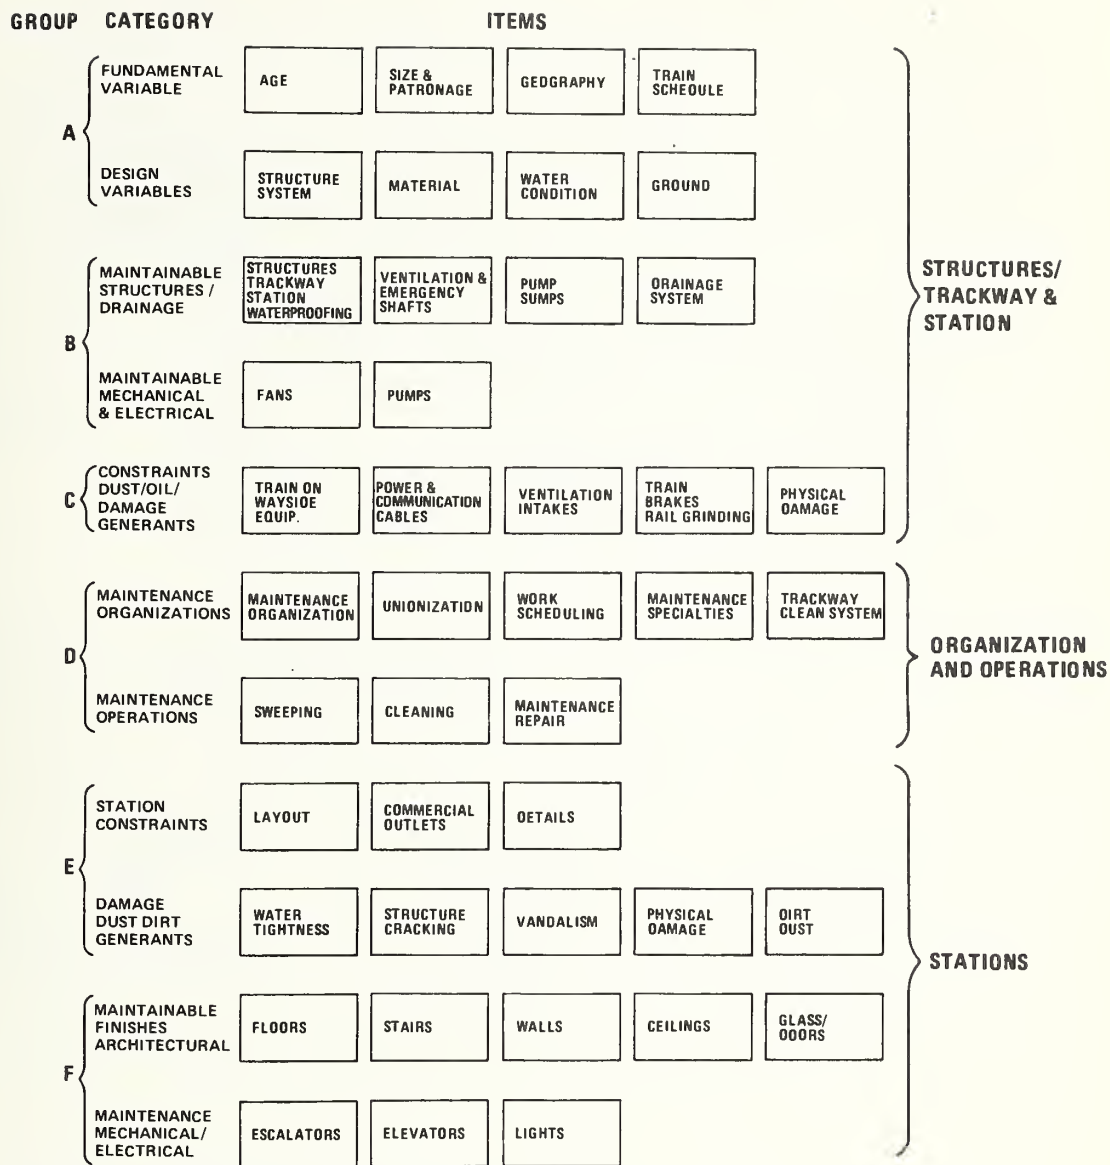 GROUP CATEGORY ITEMS
A
FUNDAMENTAL
VARIABLE
AGE
SIZE &
PATRONAGE
GEOGRAPHY
TRAIN
SCHEDULE
DESIGN
VARIABLES
STRUCTURE
SYSTEM
MATERIAL
WATER
CONDITION
GROUND
B
MAINTAINABLE
STRUCTURES /
DRAINAGE
STRUCTURES
TRACKWAY
STATION
WATERPROOFING
VENTILATION &
EMERGENCY
SHAFTS
PUMP
SUMPS
DRAINAGE
SYSTEM
MAINTAINABLE
MECHANICAL
& ELECTRICAL
FANS
PUMPS
C
CONSTRAINTS
DUST/OIL/
DAMAGE
GENERANTS
TRAIN ON
WAYSIDE
EQUIP.
POWER &
COMMUNICATION
CABLES
VENTILATION
INTAKES
TRAIN
BRAKES
RAIL GRINDING
PHYSICAL
DAMAGE
STRUCTURES/
TRACKWAY &
STATION
D
MAINTENANCE
ORGANIZATIONS
MAINTENANCE
ORGANIZATION
UNIONIZATION
WORK
SCHEDULING
MAINTENANCE
SPECIALTIES
TRACKWAY
CLEAN SYSTEM
MAINTENANCE
OPERATIONS
SWEEPING
CLEANING
MAINTENANCE
REPAIR
ORGANIZATION
AND OPERATIONS
E
STATION
CONSTRAINTS
LAYOUT
COMMERCIAL
OUTLETS
DETAILS
DAMAGE
DUST DIRT
GENERANTS
WATER
TIGHTNESS
STRUCTURE
CRACKING
VANDALISM
PHYSICAL
DAMAGE
DIRT
DUST
F
MAINTAINABLE
FINISHES
ARCHITECTURAL
FLOORS
STAIRS
WALLS
CEILINGS
GLASS/
DOORS
MAINTENANCE
MECHANICAL/
ELECTRICAL
ESCALATORS
ELEVATORS
LIGHTS
STATIONS